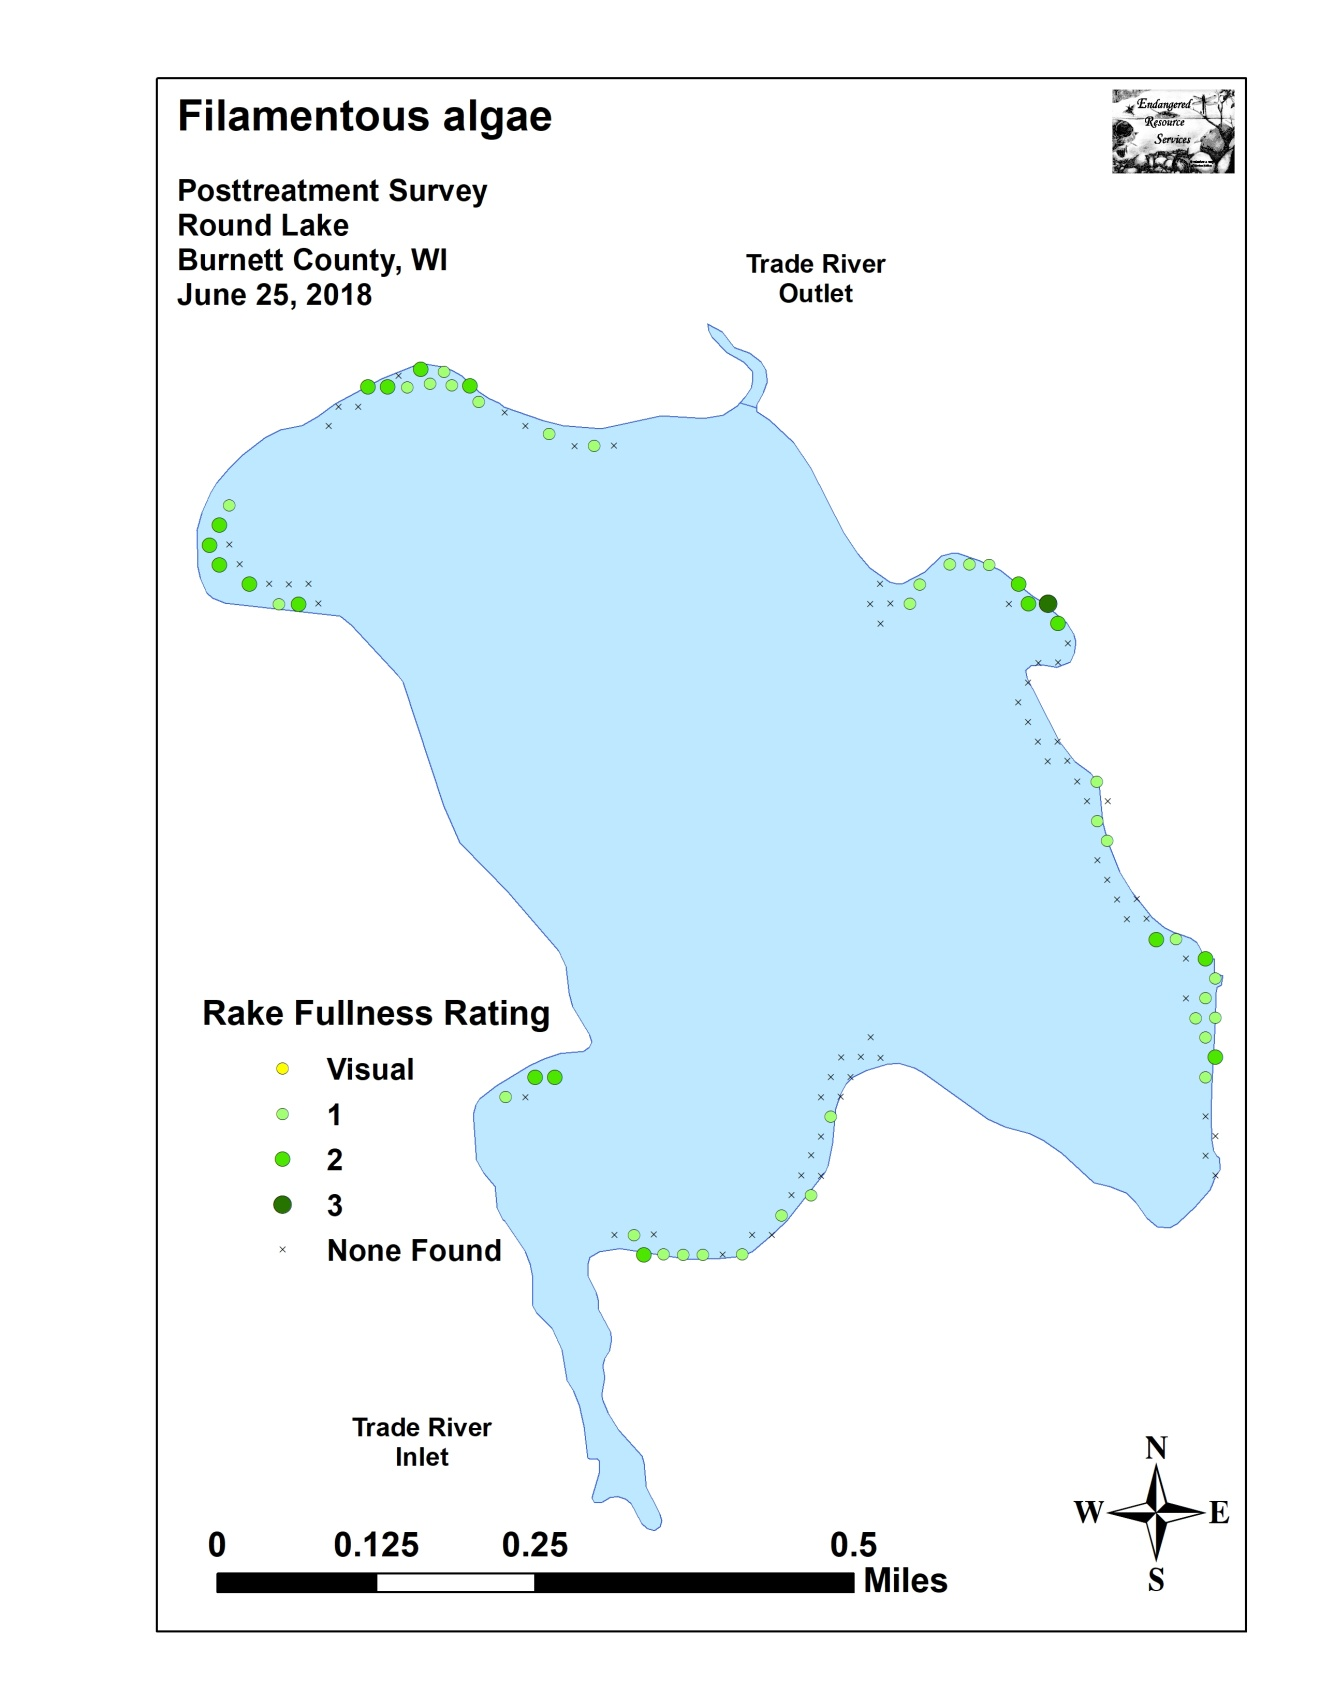 Filamentous algae
Endangered
Resource
Services
Posttreatment Survey
Round Lake
Burnett County, WI
June 25, 2018
Trade River
Outlet
Rake Fullness Rating
Visual
1
2
3
None Found
Trade River
Inlet
N
W E
S
0 0.125 0.25 0.5
Miles